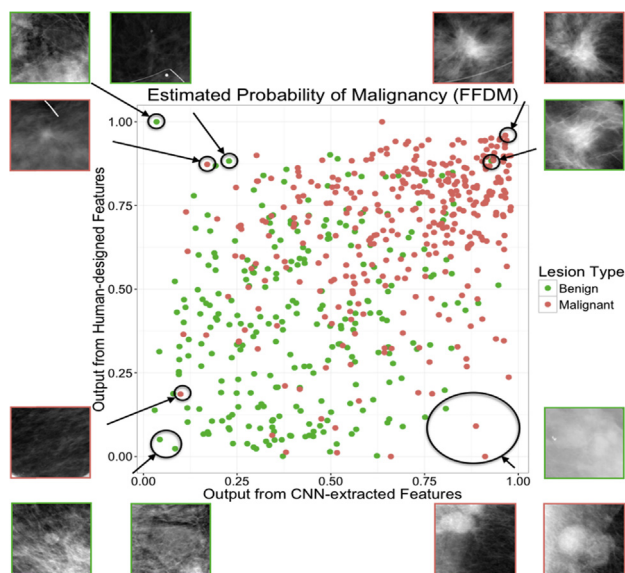 Estimated Probability of Malignancy (FFDM)
Output from Human-designed Features
1.00
0.75
0.50
0.25
0.00
0.00 0.25 0.50 0.75 1.00
Output from CNN-extracted Features
Lesion Type
Benign
Malignant